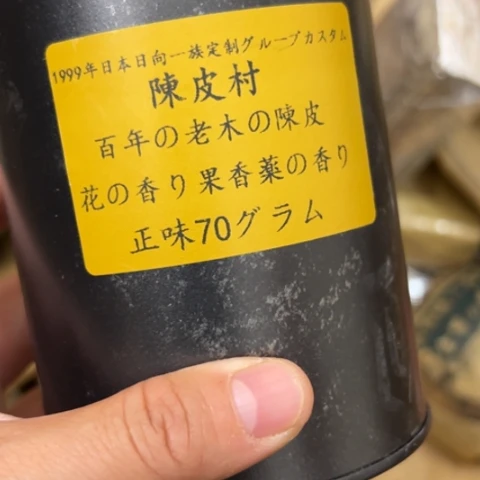 1999年日本日向一族定制グループカスタム
陳皮村
百年の老木の陳皮
花の香り果香薬の香り
正味70グラム